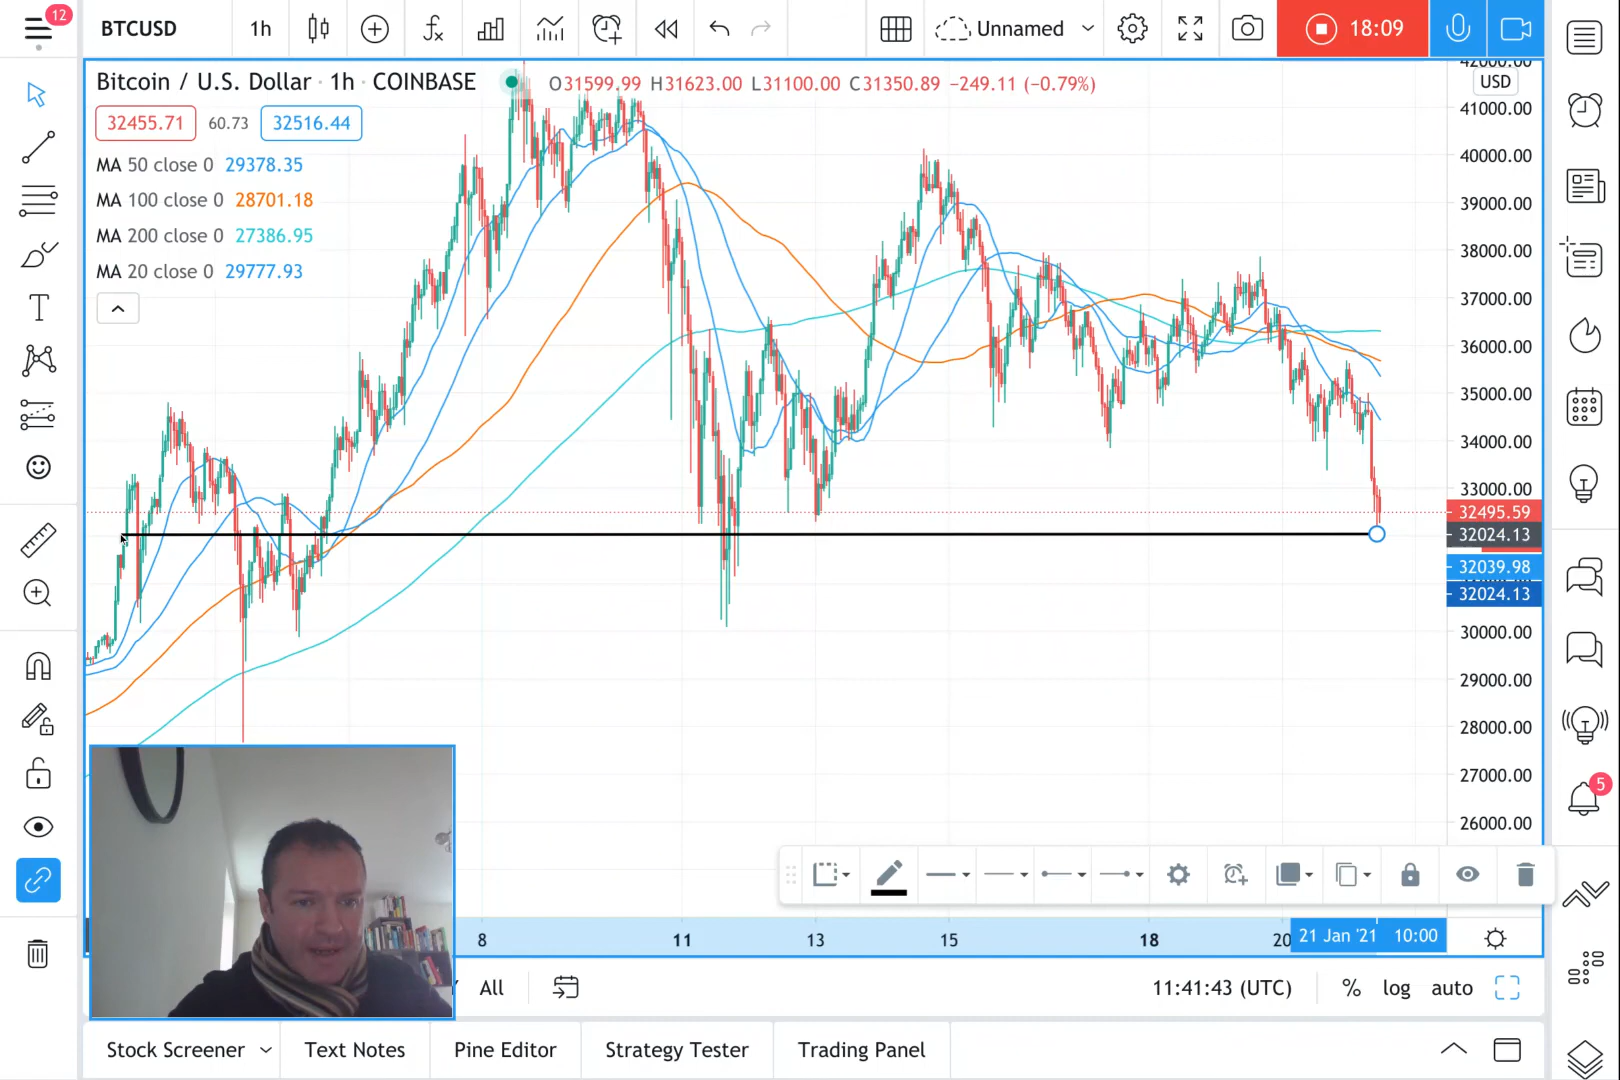 12
BTCUSD
1h
fx
Unnamed
18:09
Bitcoin / U.S. Dollar · 1h · COINBASE
O31599.99 H31623.00 L31100.00 C31350.89 −249.11 (−0.79%)
USD
32455.71
60.73
32516.44
MA 50 close 0 29378.35
MA 100 close 0 28701.18
MA 200 close 0 27386.95
MA 20 close 0 29777.93
42000.00
41000.00
40000.00
39000.00
38000.00
37000.00
36000.00
35000.00
34000.00
33000.00
32495.59
32024.13
32039.98
32024.13
30000.00
29000.00
28000.00
27000.00
26000.00
5
8
11
13
15
18
20
21 Jan '21 10:00
All
11:41:43 (UTC)
%
log
auto
Stock Screener
Text Notes
Pine Editor
Strategy Tester
Trading Panel